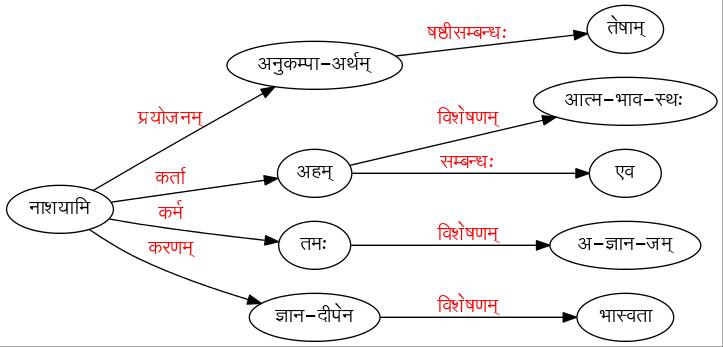 षष्ठीसम्बन्धः
तेषाम्
अनुकम्पा-अर्थम्
आत्म-भाव-स्थः
प्रयोजनम्
विशेषणम्
सम्बन्धः
कर्ता
अहम्
एव
नाशयामि
कर्म
विशेषणम्
तमः
अ-ज्ञान-जम्
करणम्
विशेषणम्
ज्ञान-दीपेन
भास्वता